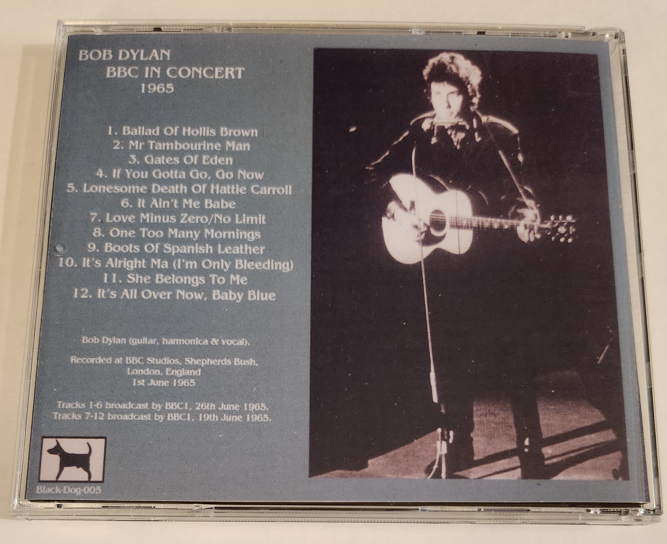 BOB DYLAN
BBC IN CONCERT
1965
1. Ballad Of Hollis Brown
2. Mr Tambourine Man
3. Gates Of Eden
4. If You Gotta Go, Go Now
5. Lonesome Death Of Hattie Carroll
6. It Ain't Me Babe
7. Love Minus Zero/No Limit
8. One Too Many Mornings
9. Boots Of Spanish Leather
10. It's Alright Ma (I'm Only Bleeding)
11. She Belongs To Me
12. It's All Over Now, Baby Blue
Bob Dylan (guitar, harmonica & vocal).
Recorded at BBC Studios, Shepherds Bush,
London, England
1st June 1965
Tracks 1-6 broadcast by BBC1, 26th June 1965.
Tracks 7-12 broadcast by BBC1, 19th June 1965.
Black-Dog-005